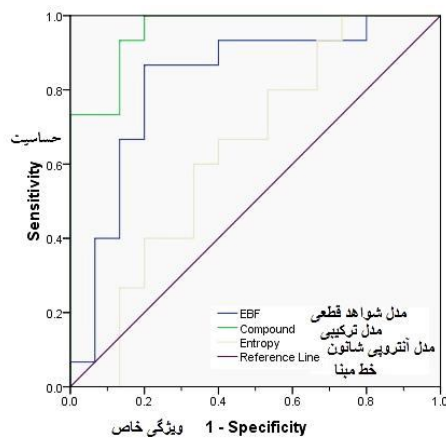 1.0
0.8
حساسیت
0.6
Sensitivity
0.4
0.2
0.0
EBF مدل شواهد قطعی
Compound مدل ترکیبی
Entropy مدل آنتروپی شانون
Reference Line خط مبنا
0.0 0.2 0.4 0.6 0.8 1.0
ویژگی خاص 1 - Specificity